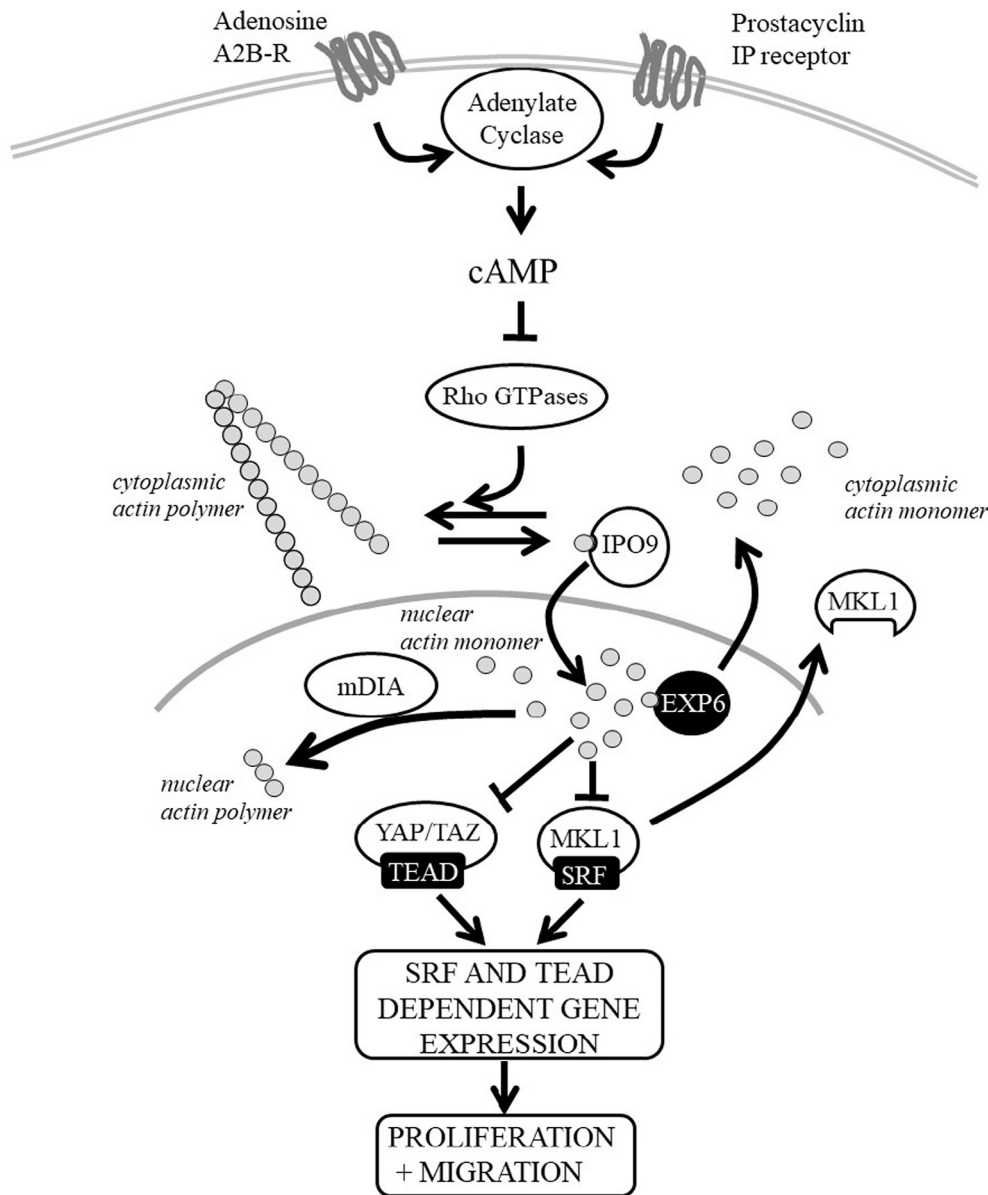 Adenosine
A2B-R
Prostacyclin
IP receptor
Adenylate
Cyclase
cAMP
Rho GTPases
cytoplasmic
actin polymer
cytoplasmic
actin monomer
IPO9
MKL1
nuclear
actin monomer
mDIA
EXP6
nuclear
actin polymer
YAP/TAZ
TEAD
MKL1
SRF
SRF AND TEAD
DEPENDENT GENE
EXPRESSION
PROLIFERATION
+ MIGRATION